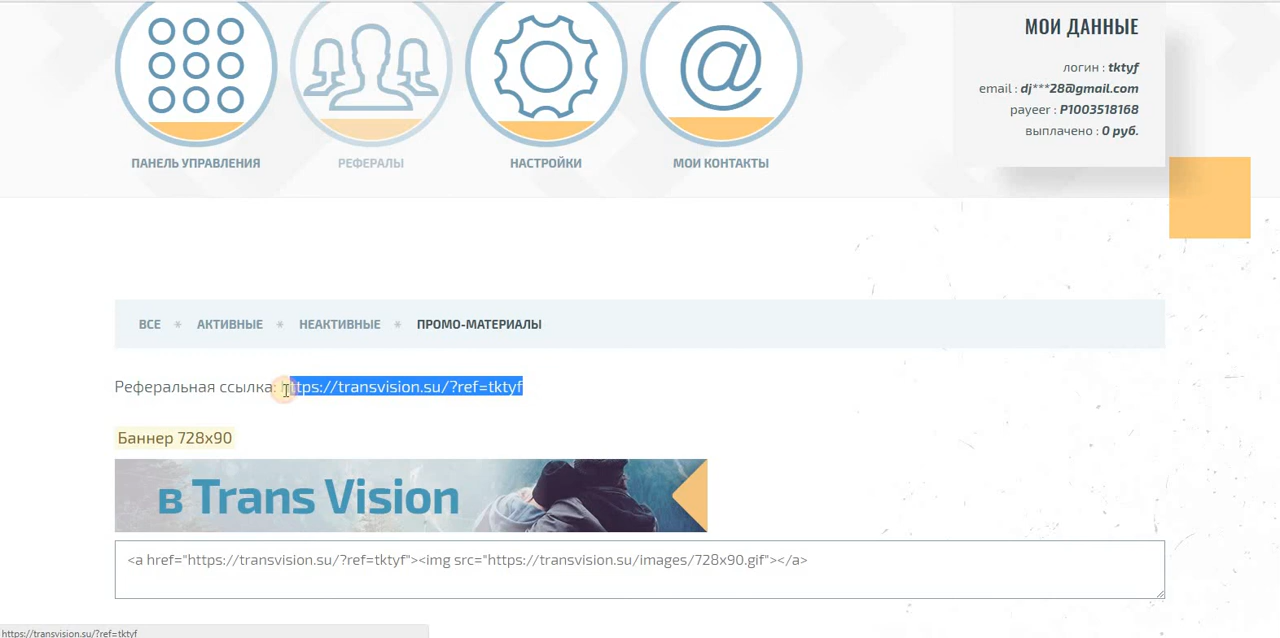 МОИ ДАННЫЕ
логин : tktyf
email : dj***28@gmail.com
payeer : P1003518168
выплачено : 0 руб.
ПАНЕЛЬ УПРАВЛЕНИЯ
РЕФЕРАЛЫ
НАСТРОЙКИ
МОИ КОНТАКТЫ
ВСЕ * АКТИВНЫЕ * НЕАКТИВНЫЕ * ПРОМО-МАТЕРИАЛЫ
Реферальная ссылка: https://transvision.su/?ref=tktyf
Баннер 728x90
в Trans Vision
<a href="https://transvision.su/?ref=tktyf"><img src="https://transvision.su/images/728x90.gif"></a>
https://transvision.su/?ref=tktyf